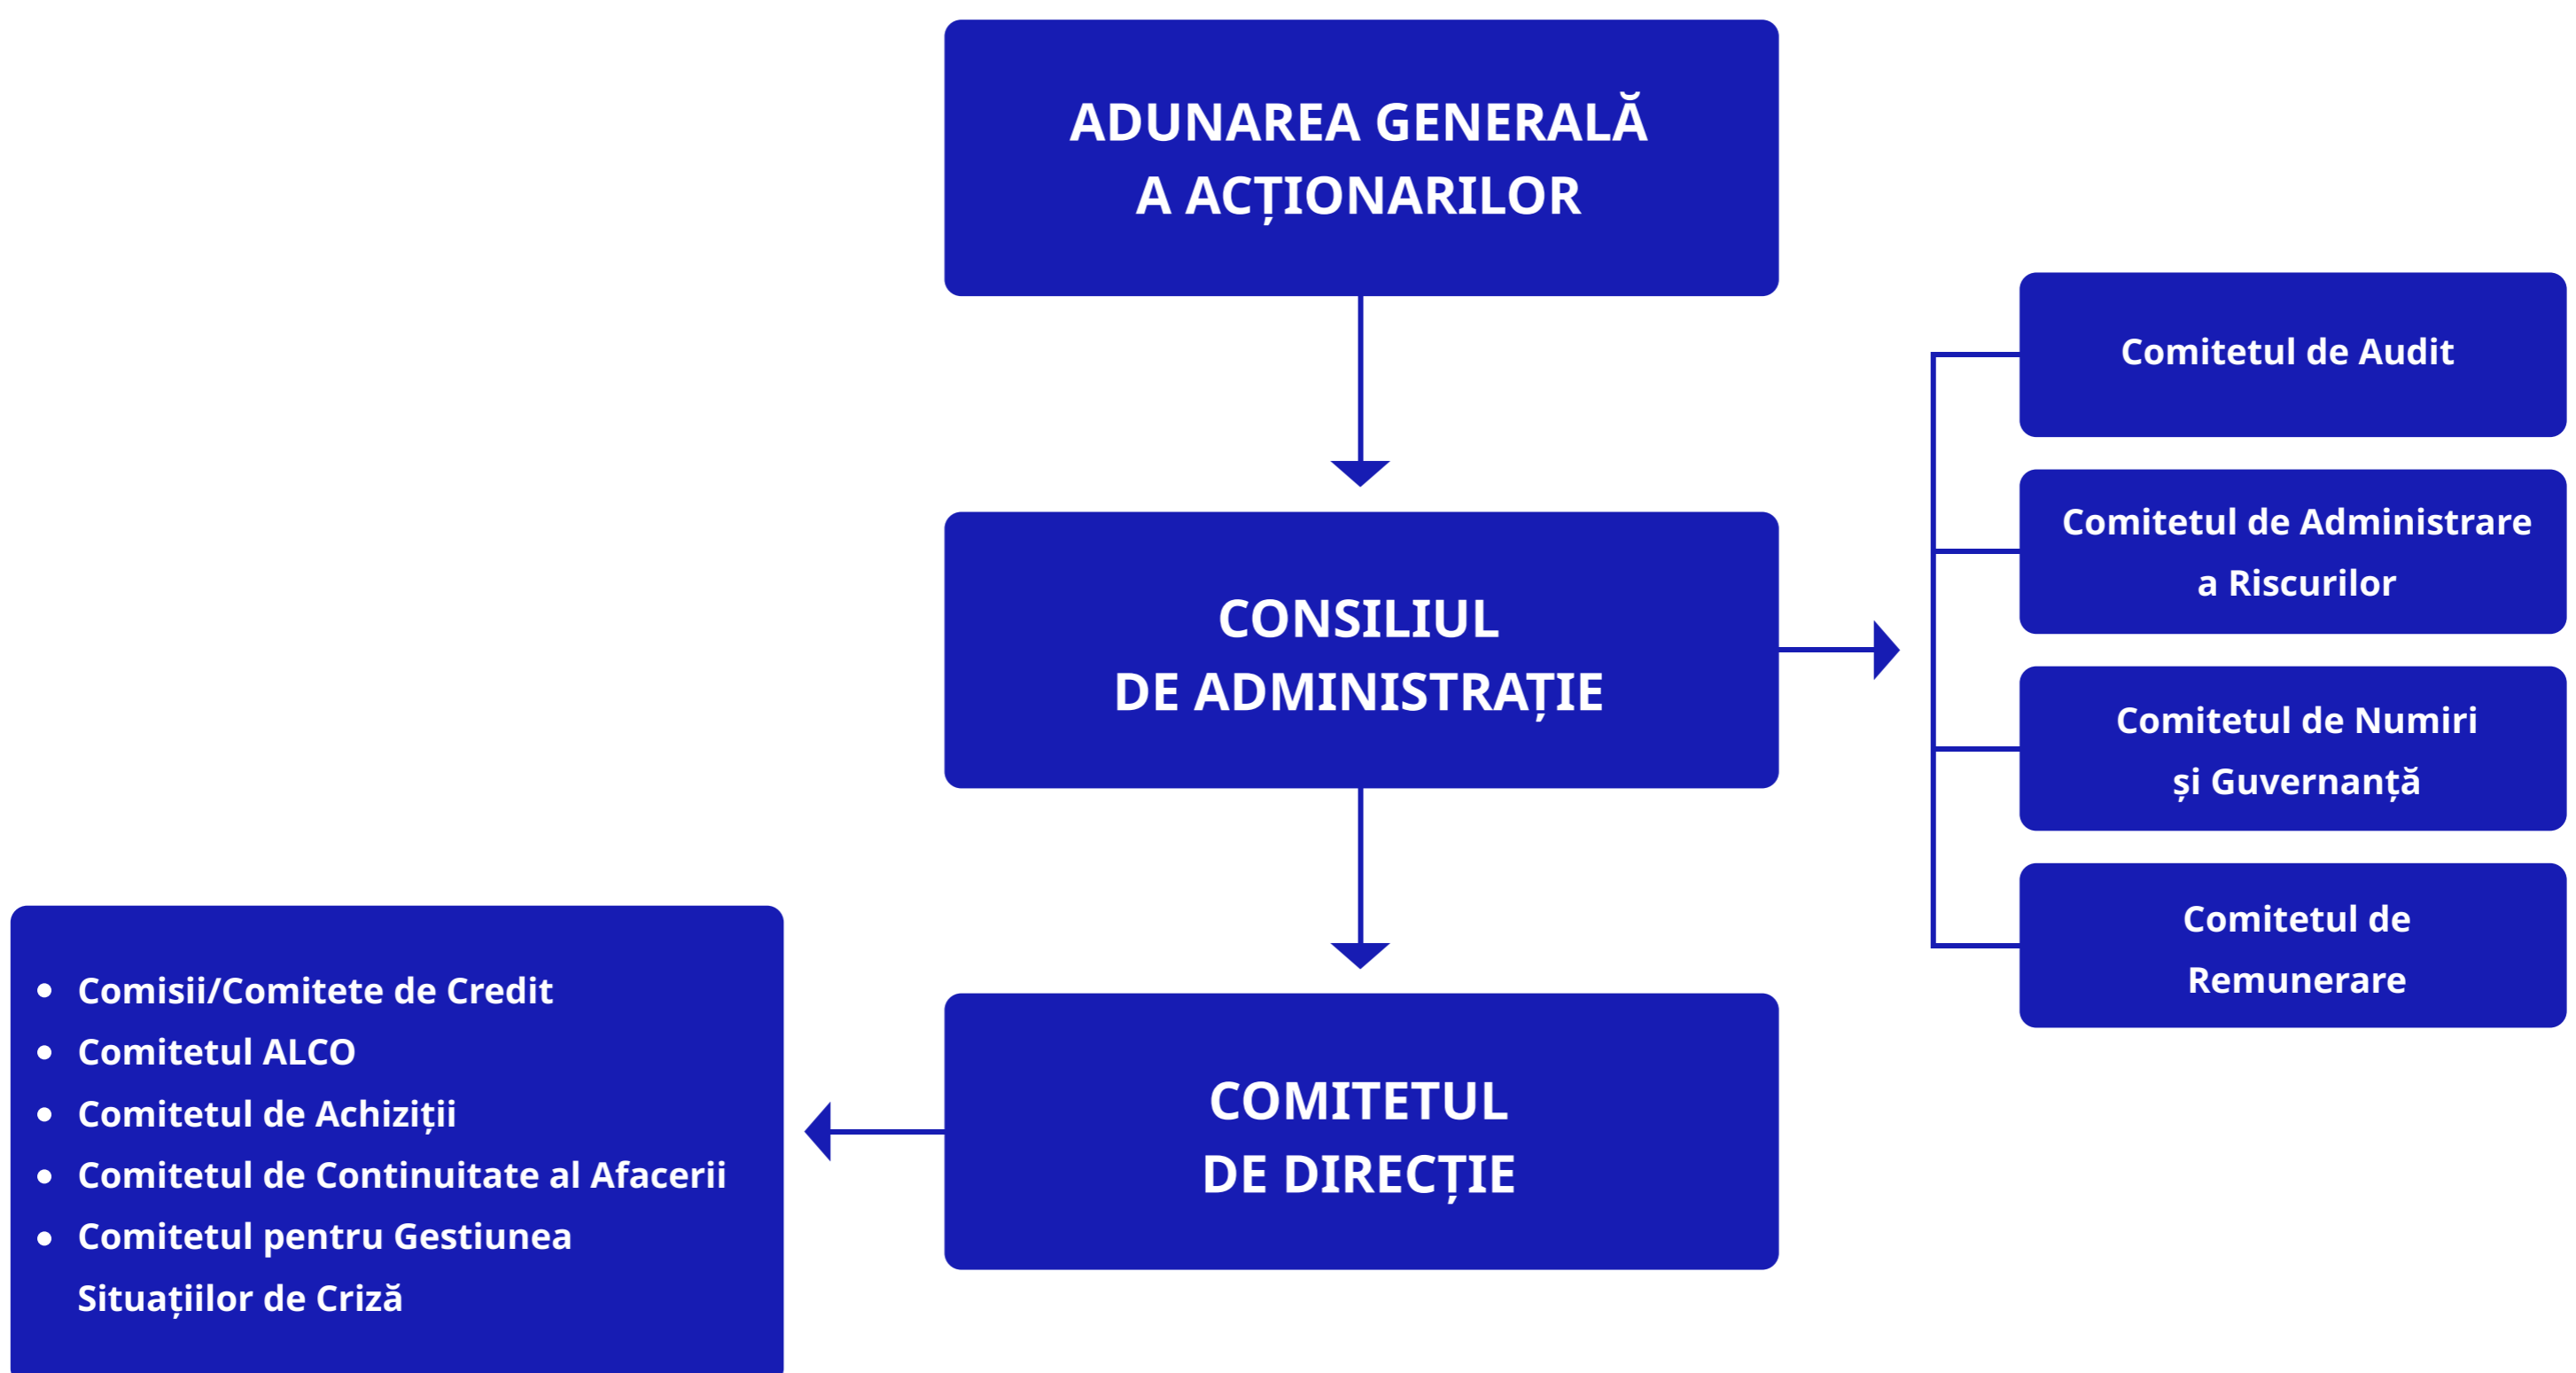 ADUNAREA GENERALĂ
A ACȚIONARILOR
Comitetul de Audit
Comitetul de Administrare
a Riscurilor
CONSILIUL
DE ADMINISTRAȚIE
Comitetul de Numiri
și Guvernanță
Comitetul de
Remunerare
• Comisii/Comitete de Credit
• Comitetul ALCO
• Comitetul de Achiziții
• Comitetul de Continuitate al Afacerii
• Comitetul pentru Gestiunea
Situațiilor de Criză
COMITETUL
DE DIRECȚIE